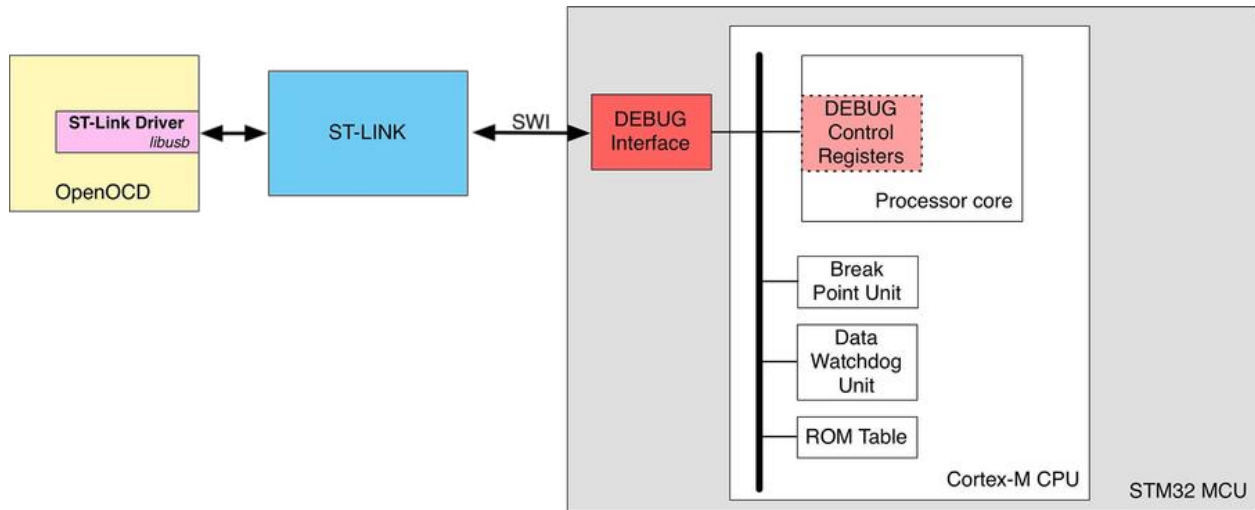 ST-Link Driver
libusb
OpenOCD
ST-LINK
SWI
DEBUG
Interface
DEBUG
Control
Registers
Processor core
Break
Point Unit
Data
Watchdog
Unit
ROM Table
Cortex-M CPU
STM32 MCU